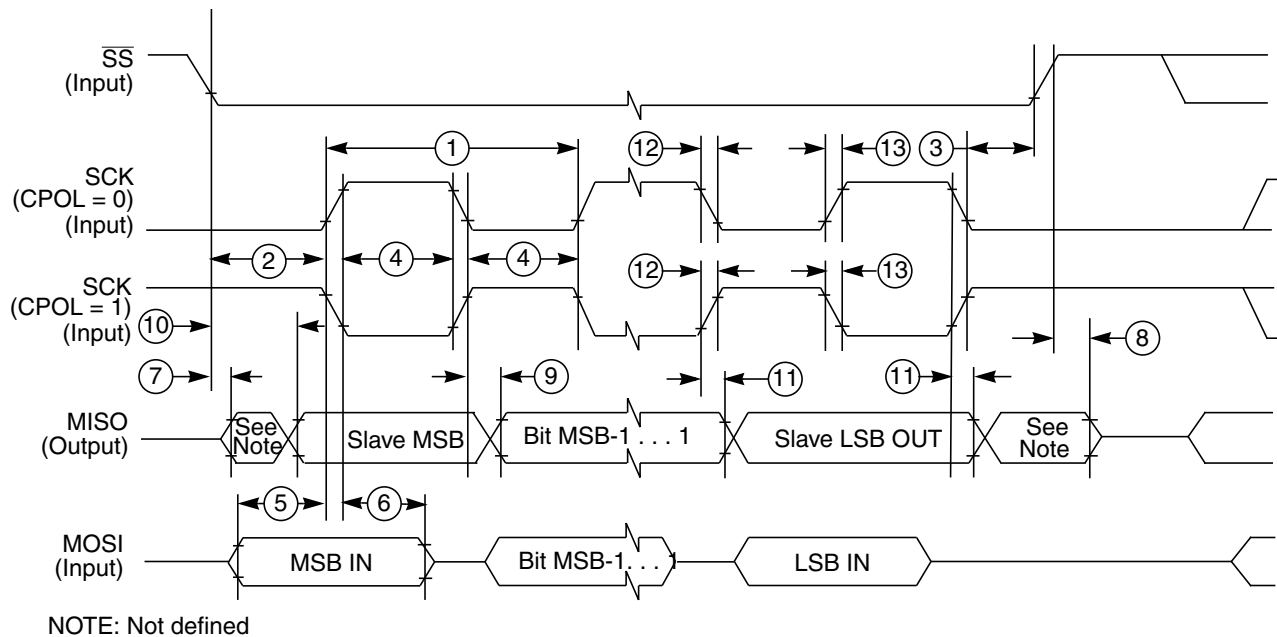 SS
(Input)
1
12
13
3
SCK
(CPOL = 0)
(Input)
2
4
4
12
13
SCK
(CPOL = 1)
(Input)
10
8
7
9
11
11
MISO
(Output)
See
Note
Slave MSB
Bit MSB-1 . . . 1
Slave LSB OUT
See
Note
5
6
MOSI
(Input)
MSB IN
Bit MSB-1. . . 1
LSB IN
NOTE: Not defined